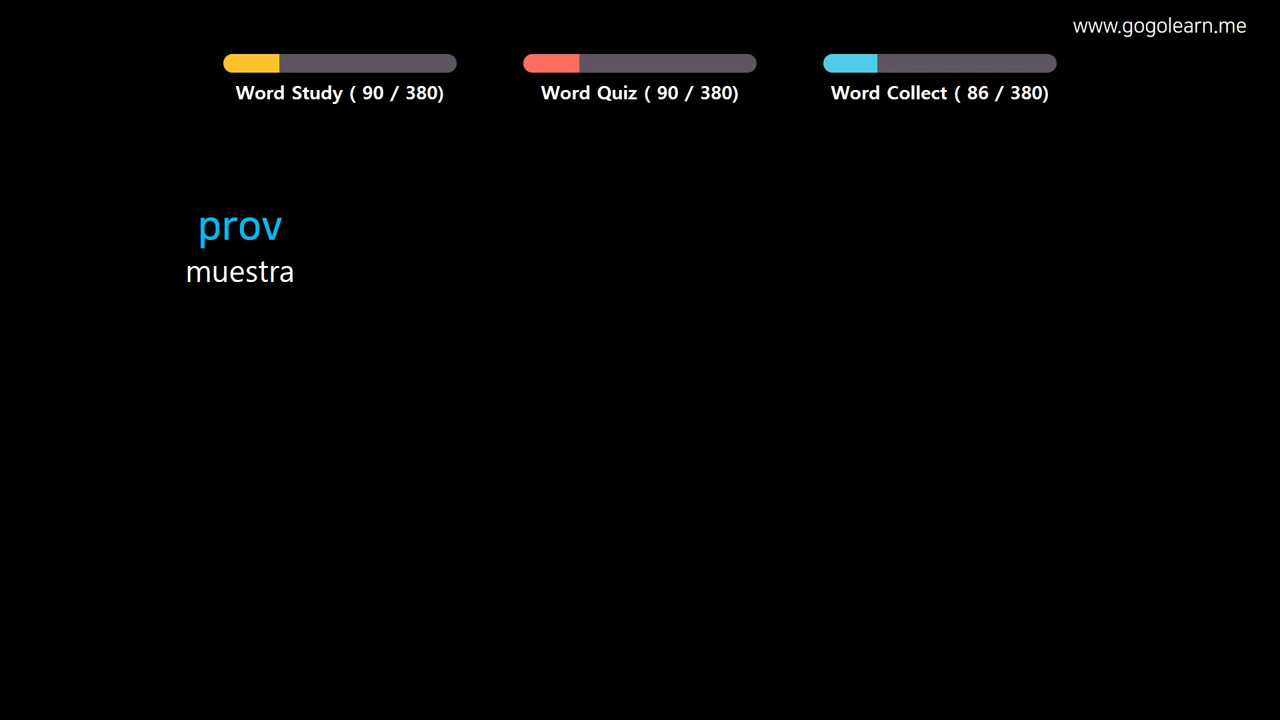 www.gogolearn.me
Word Study ( 90 / 380)
Word Quiz ( 90 / 380)
Word Collect ( 86 / 380)
prov
muestra